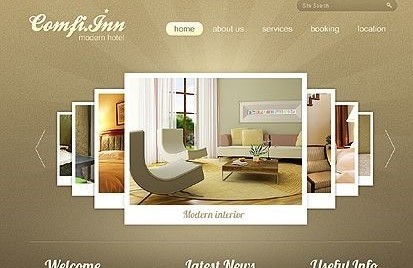 Site Search
Comfi.Inn
modern hotel
home about us services booking location
Modern interior
Welcome Latest News Useful Info